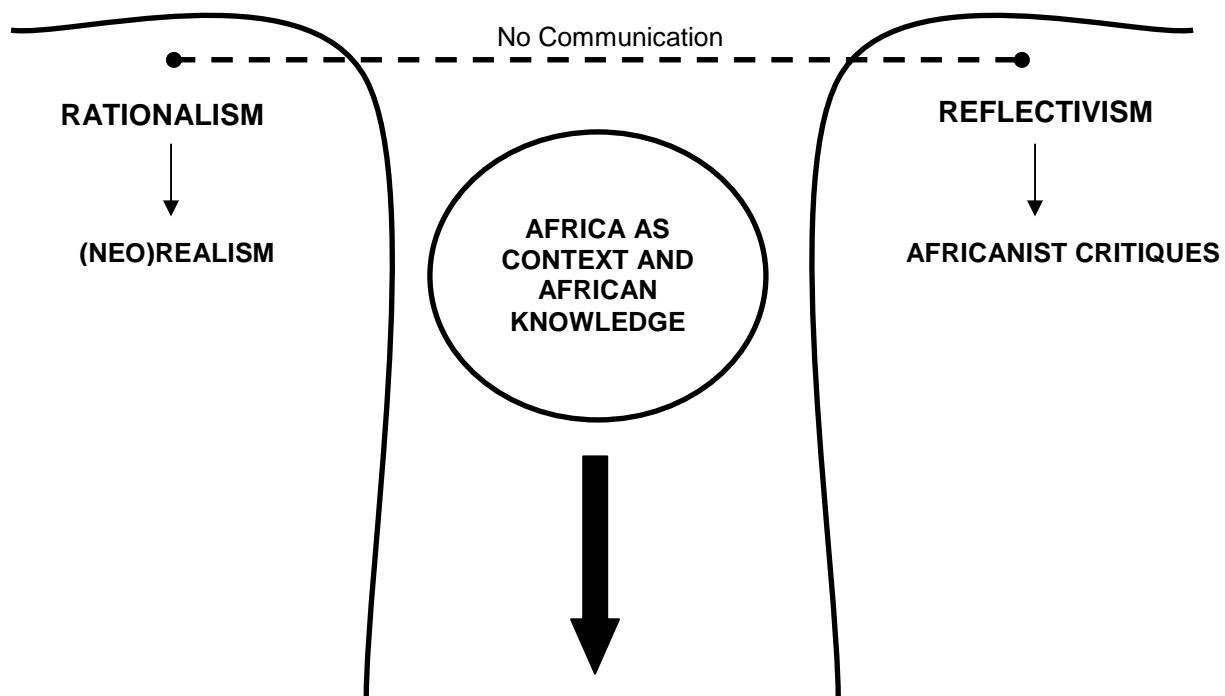 No Communication
RATIONALISM
REFLECTIVISM
(NEO)REALISM
AFRICA AS
CONTEXT AND
AFRICAN
KNOWLEDGE
AFRICANIST CRITIQUES